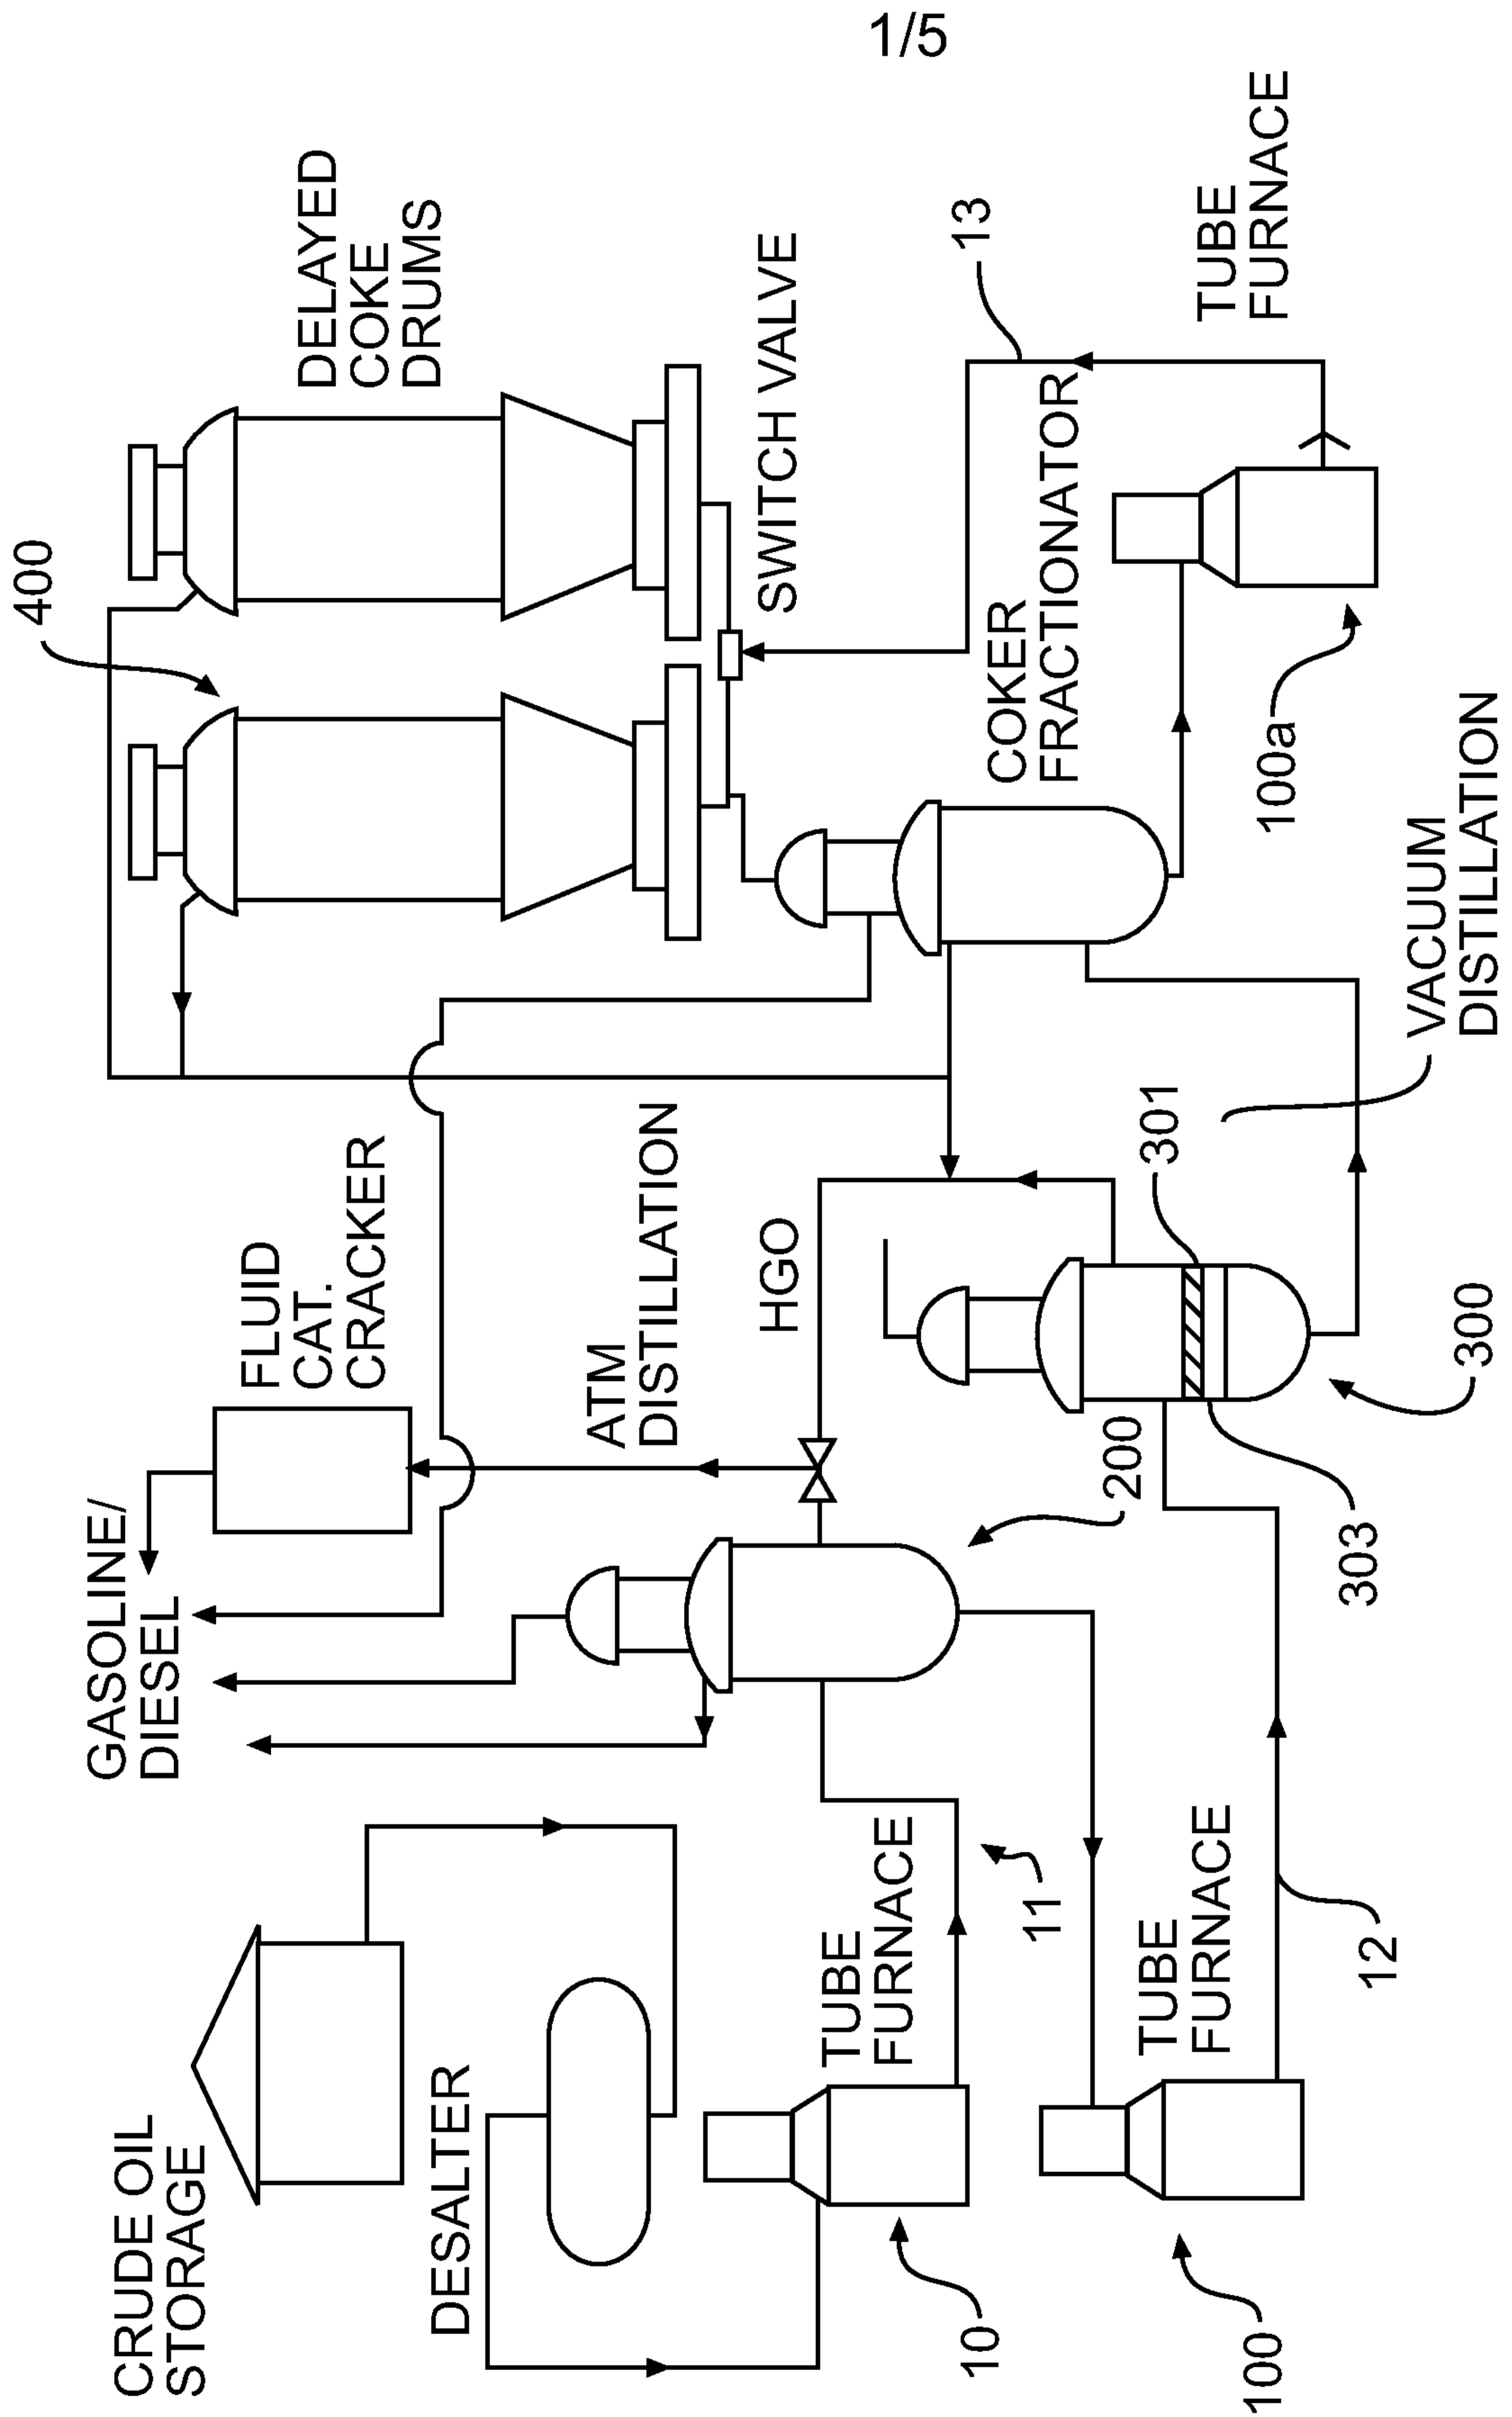 1/5
CRUDE OIL
STORAGE
DESALTER
TUBE
FURNACE
10
11
TUBE
FURNACE
100
12
GASOLINE/
DIESEL
FLUID
CAT.
CRACKER
ATM
DISTILLATION
HGO
200
303
300
301
VACUUM
DISTILLATION
400
DELAYED
COKE
DRUMS
SWITCH VALVE
COKER
FRACTIONATOR
13
TUBE
FURNACE
100a